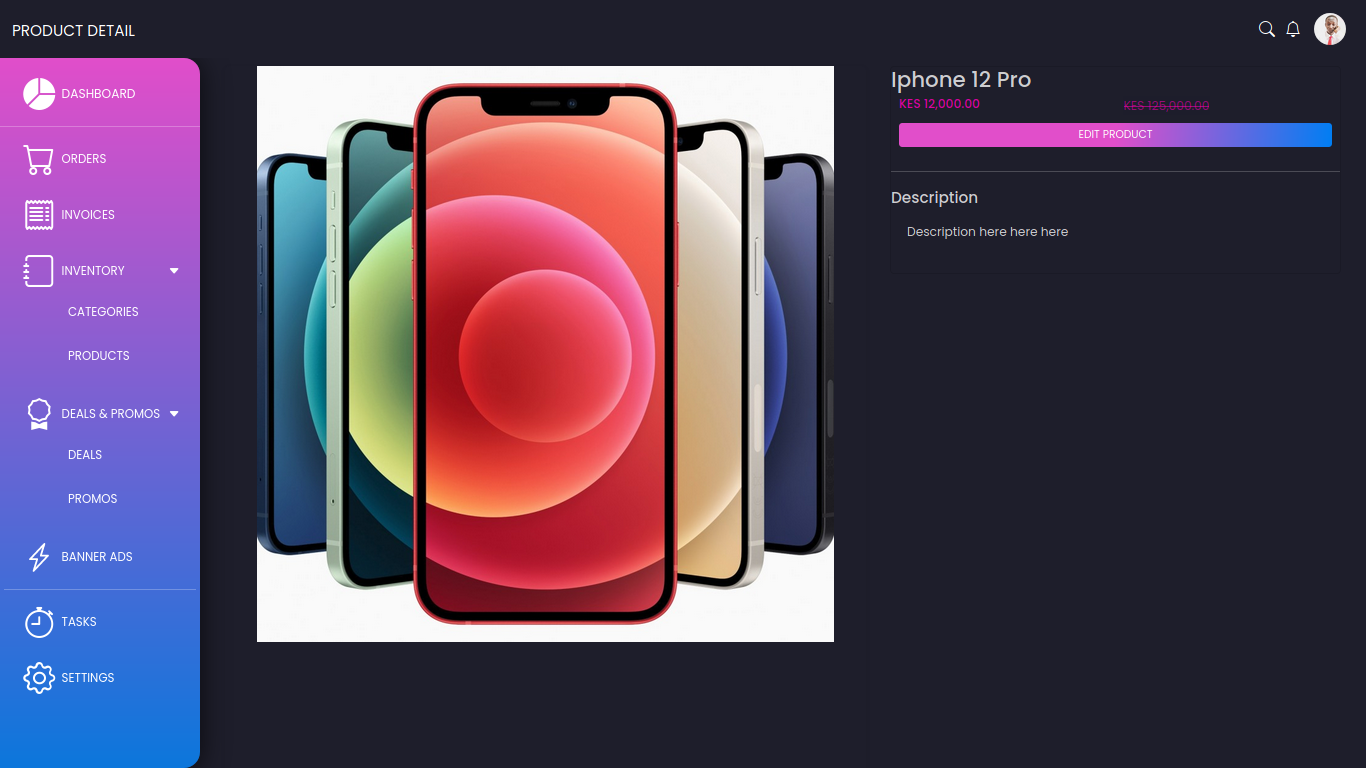 PRODUCT DETAIL
DASHBOARD
ORDERS
INVOICES
INVENTORY
CATEGORIES
PRODUCTS
DEALS & PROMOS
DEALS
PROMOS
BANNER ADS
TASKS
SETTINGS
Iphone 12 Pro
KES 12,000.00 KES 125,000.00
EDIT PRODUCT
Description
Description here here here